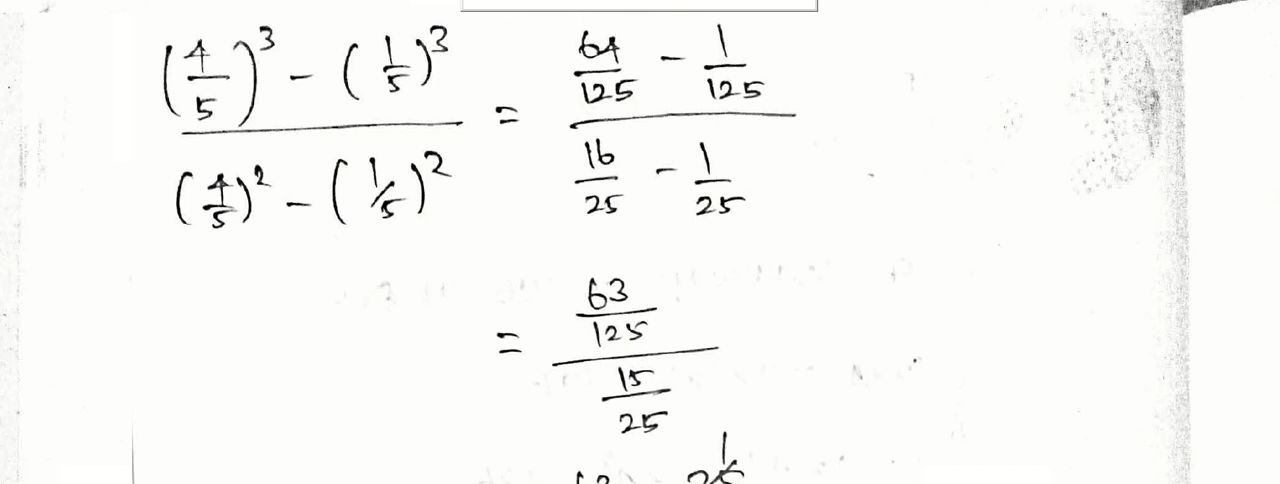 ((4/5)^3 - (1/5)^3) / ((4/5)^2 - (1/5)^2) = (64/125 - 1/125) / (16/25 - 1/25)
= (63/125) / (15/25)